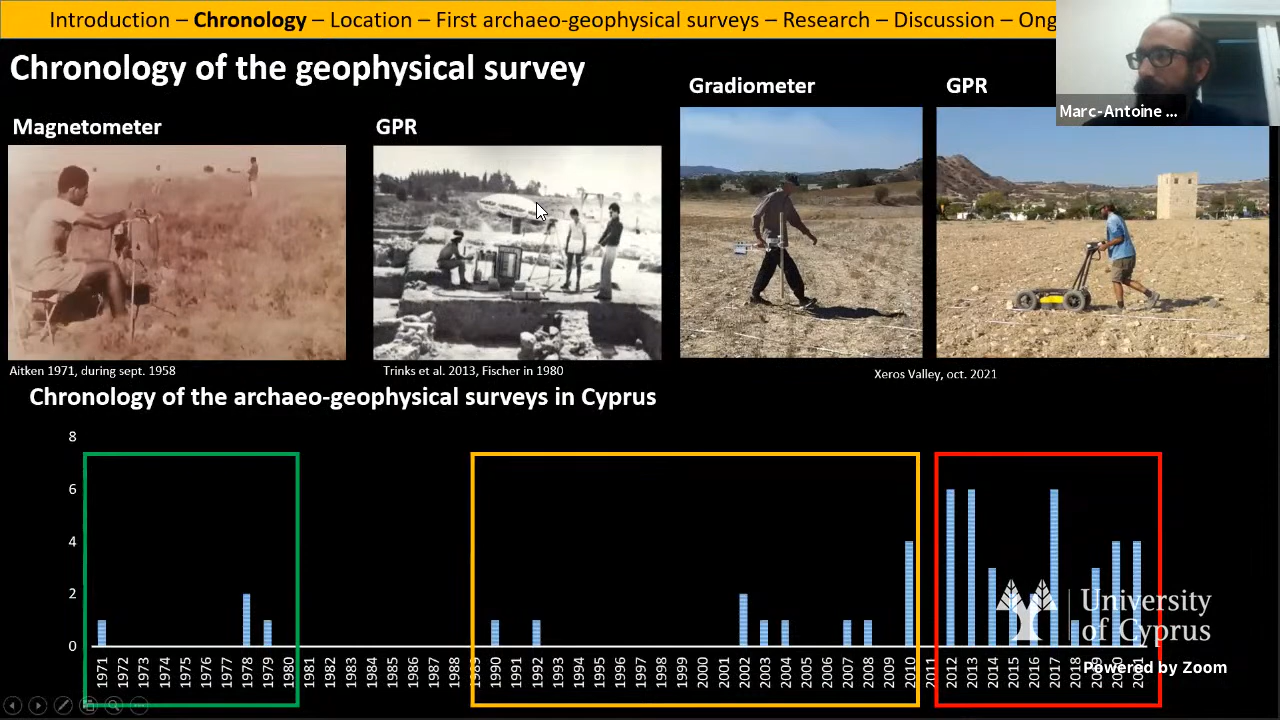 Introduction – Chronology – Location – First archaeo-geophysical surveys – Research – Discussion – Ong
Chronology of the geophysical survey
Gradiometer
GPR
Marc-Antoine ...
Magnetometer
GPR
Aitken 1971, during sept. 1958
Trinks et al. 2013, Fischer in 1980
Xeros Valley, oct. 2021
Chronology of the archaeo-geophysical surveys in Cyprus
8
6
4
2
0
1971 1972 1973 1974 1975 1976 1977 1978 1979 1980 1981 1982 1983 1984 1985 1986 1987 1988 1989 1990 1991 1992 1993 1994 1995 1996 1997 1998 1999 2000 2001 2002 2003 2004 2005 2006 2007 2008 2009 2010 2011 2012 2013 2014 2015 2016 2017 2018
University
of Cyprus
Powered by Zoom